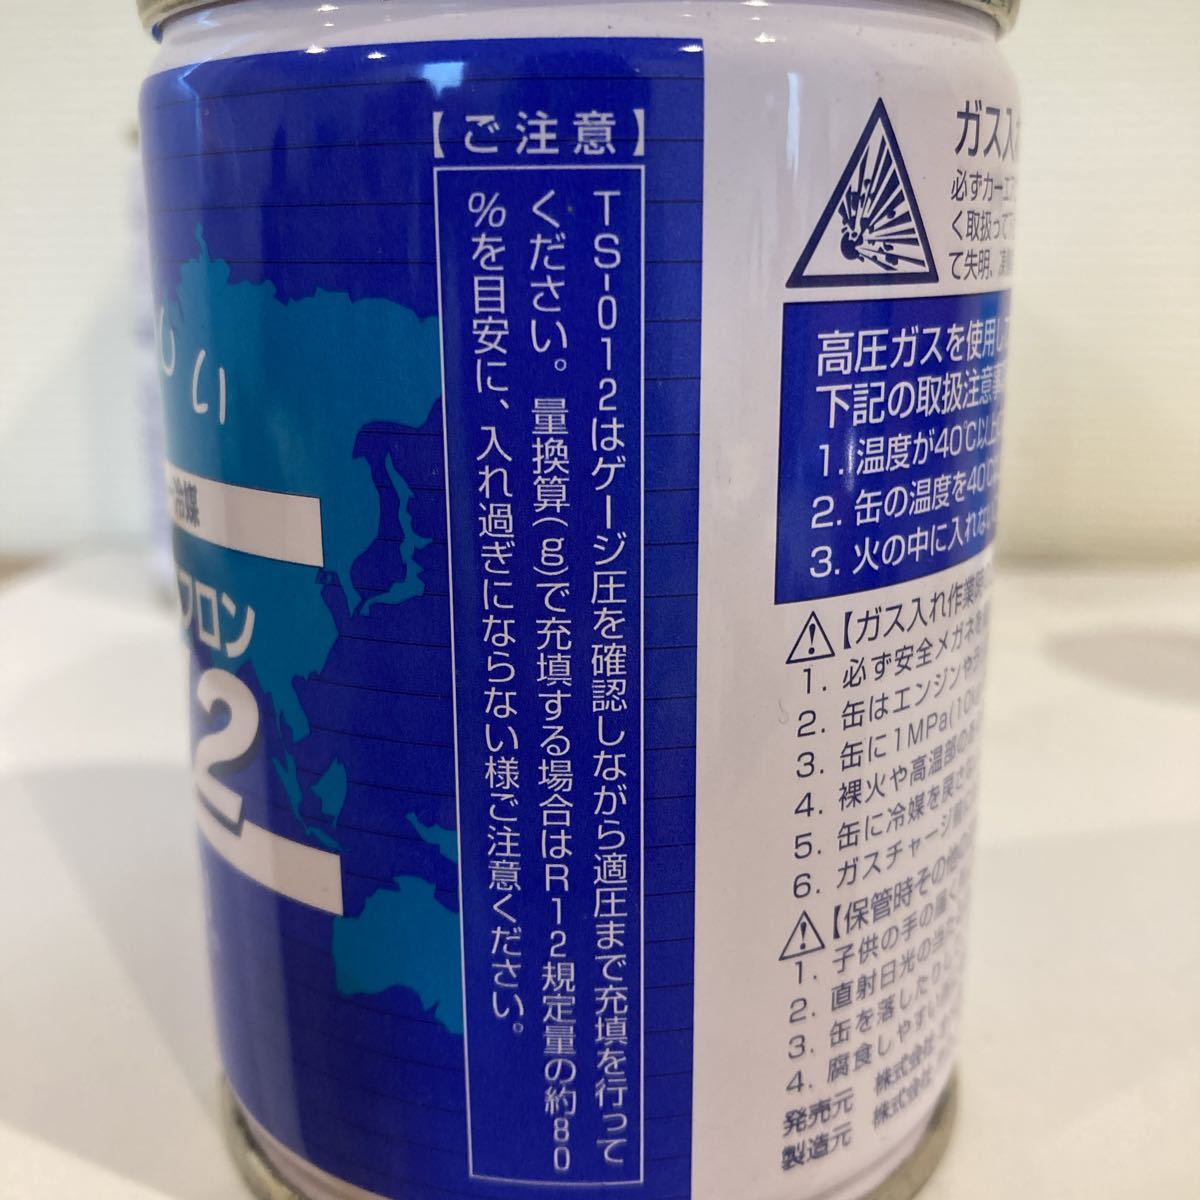 しい
冷媒
フロン
2
【ご注意】
TS-012はゲージ圧を確認しながら適圧まで充填を行って
ください。量換算(g)で充填する場合はR12規定量の約80
%を目安に、入れ過ぎにならない様ご注意ください。
ガス入
必ずカーエア
く取扱って下
て失明、凍
高圧ガスを使用し
下記の取扱注意事
1. 温度が40℃以上
2. 缶の温度を40℃
3. 火の中に入れない
【ガス入れ作業
1. 必ず安全メガネ
2. 缶はエンジンや
3. 缶に1MPa(10k
4. 裸火や高温部の
5. 缶に冷媒を戻さな
6. ガスチャージ
【保管時その他
1. 子供の手の届く
2. 直射日光の当た
3. 缶を落したり
4. 腐食しやすい
発売元 株式会社
製造元 株式会社